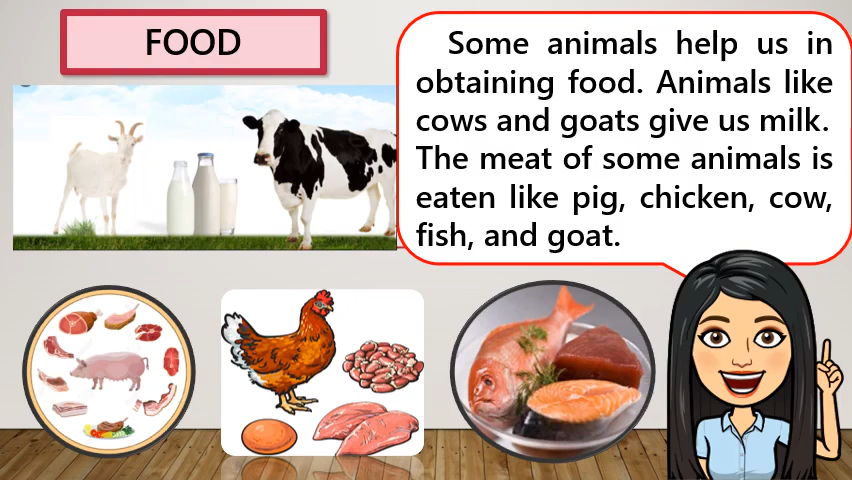 FOOD
Some animals help us in
obtaining food. Animals like
cows and goats give us milk.
The meat of some animals is
eaten like pig, chicken, cow,
fish, and goat.